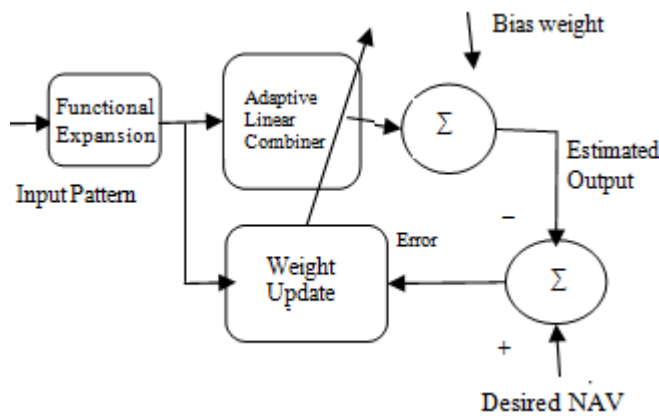 Bias weight
Functional
Expansion
Adaptive
Linear
Combiner
Σ
Estimated
Output
Input Pattern
−
Error
Weight
Update
Σ
+
Desired NAV